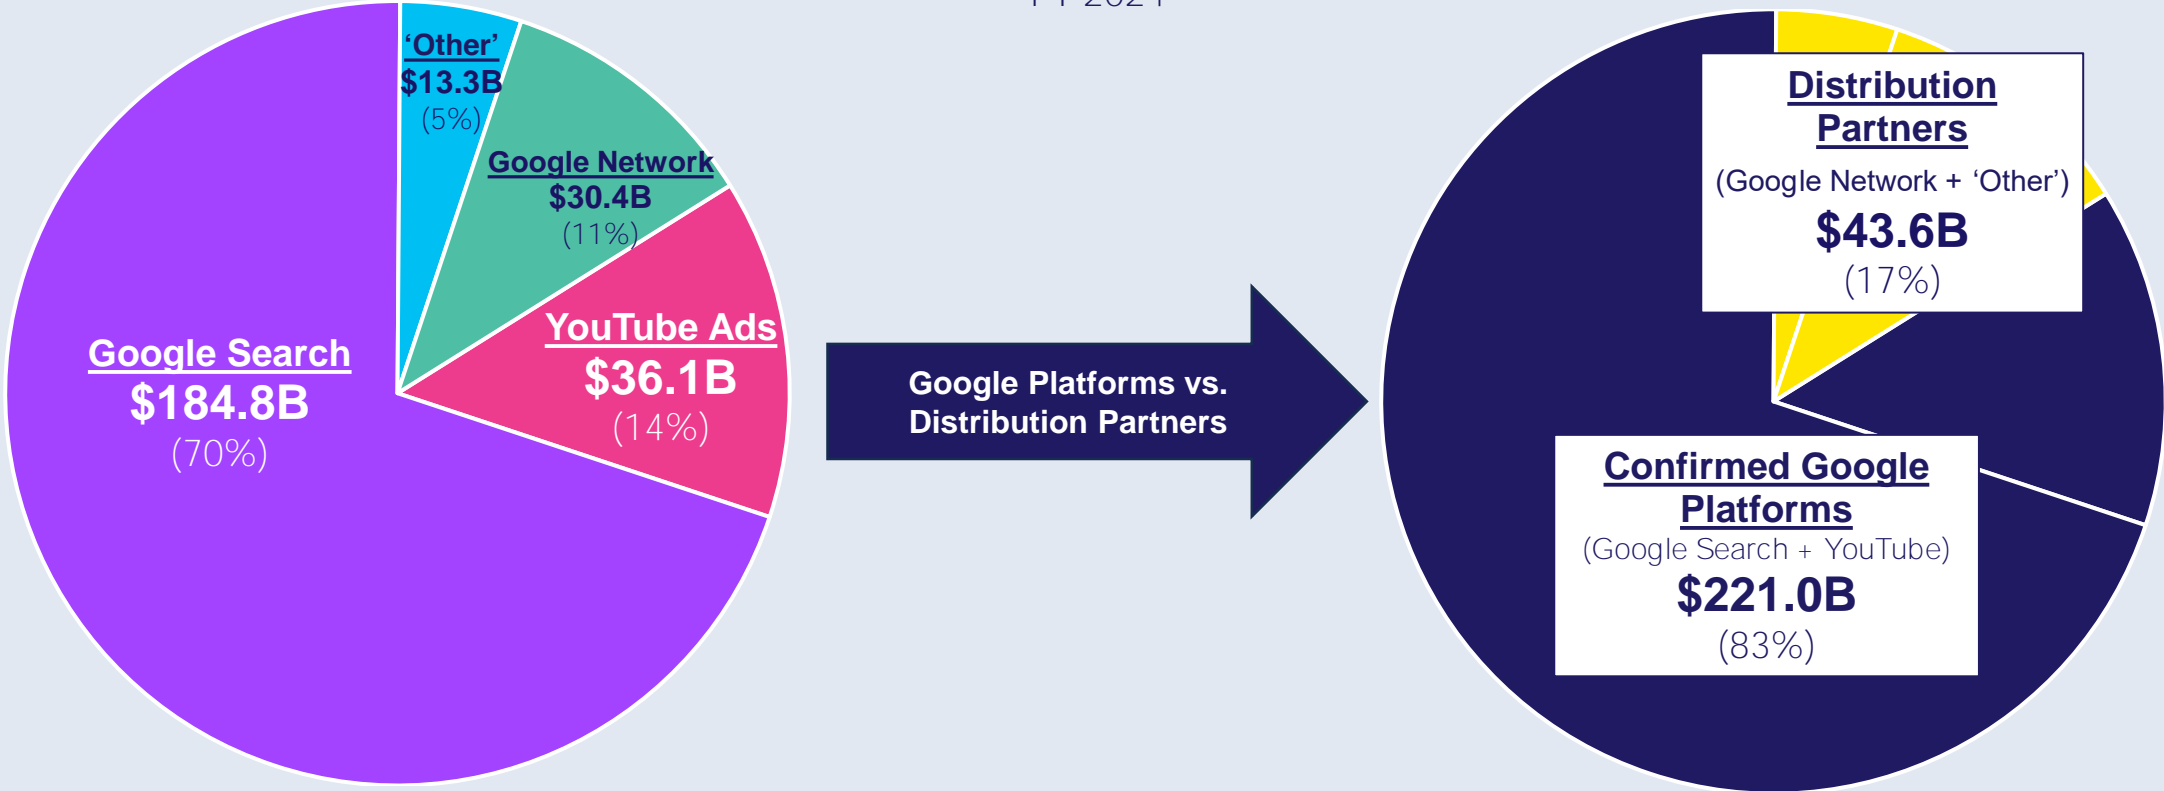 ‘Other’
$13.3B
(5%)
Google Network
$30.4B
(11%)
YouTube Ads
$36.1B
(14%)
Google Search
$184.8B
(70%)
Google Platforms vs.
Distribution Partners
Distribution
Partners
(Google Network + ‘Other’)
$43.6B
(17%)
Confirmed Google
Platforms
(Google Search + YouTube)
$221.0B
(83%)